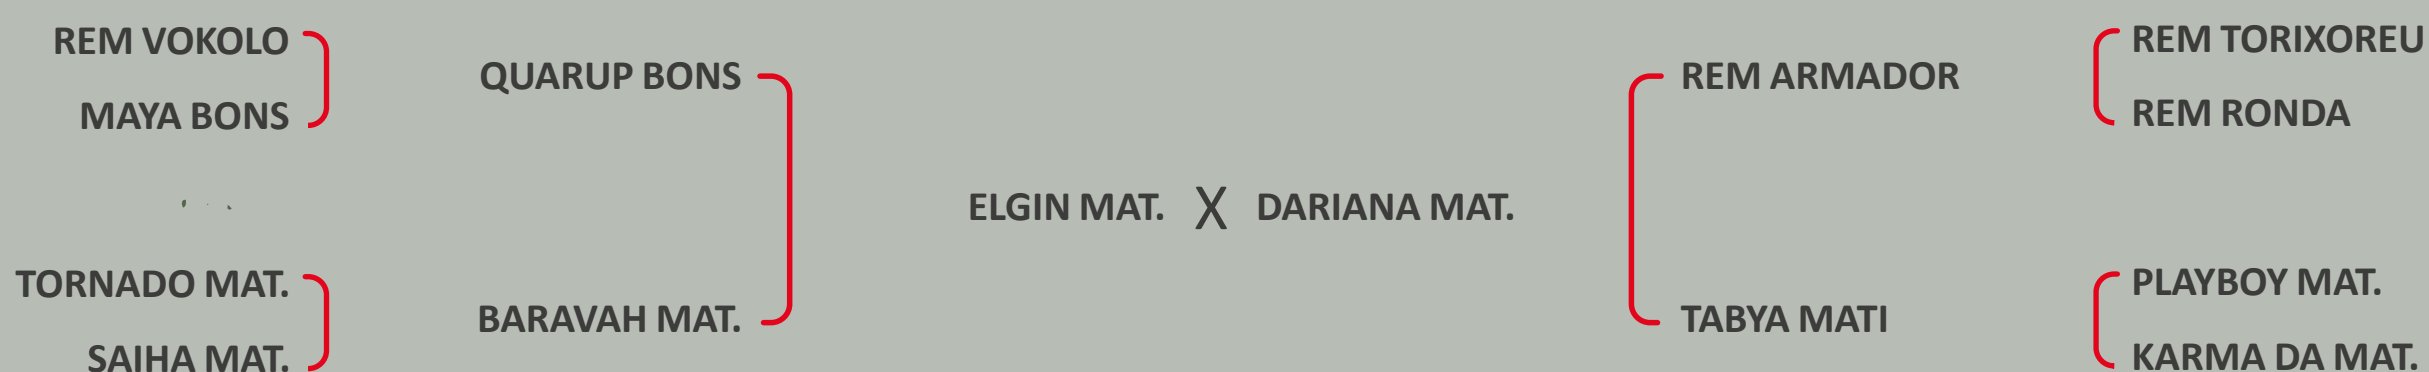 REM VOKOLO
MAYA BONS
QUARUP BONS
TORNADO MAT.
SAIHA MAT.
BARAVAH MAT.
ELGIN MAT. X DARIANA MAT.
REM ARMADOR
TABYA MATI
REM TORIXOREU
REM RONDA
PLAYBOY MAT.
KARMA DA MAT.